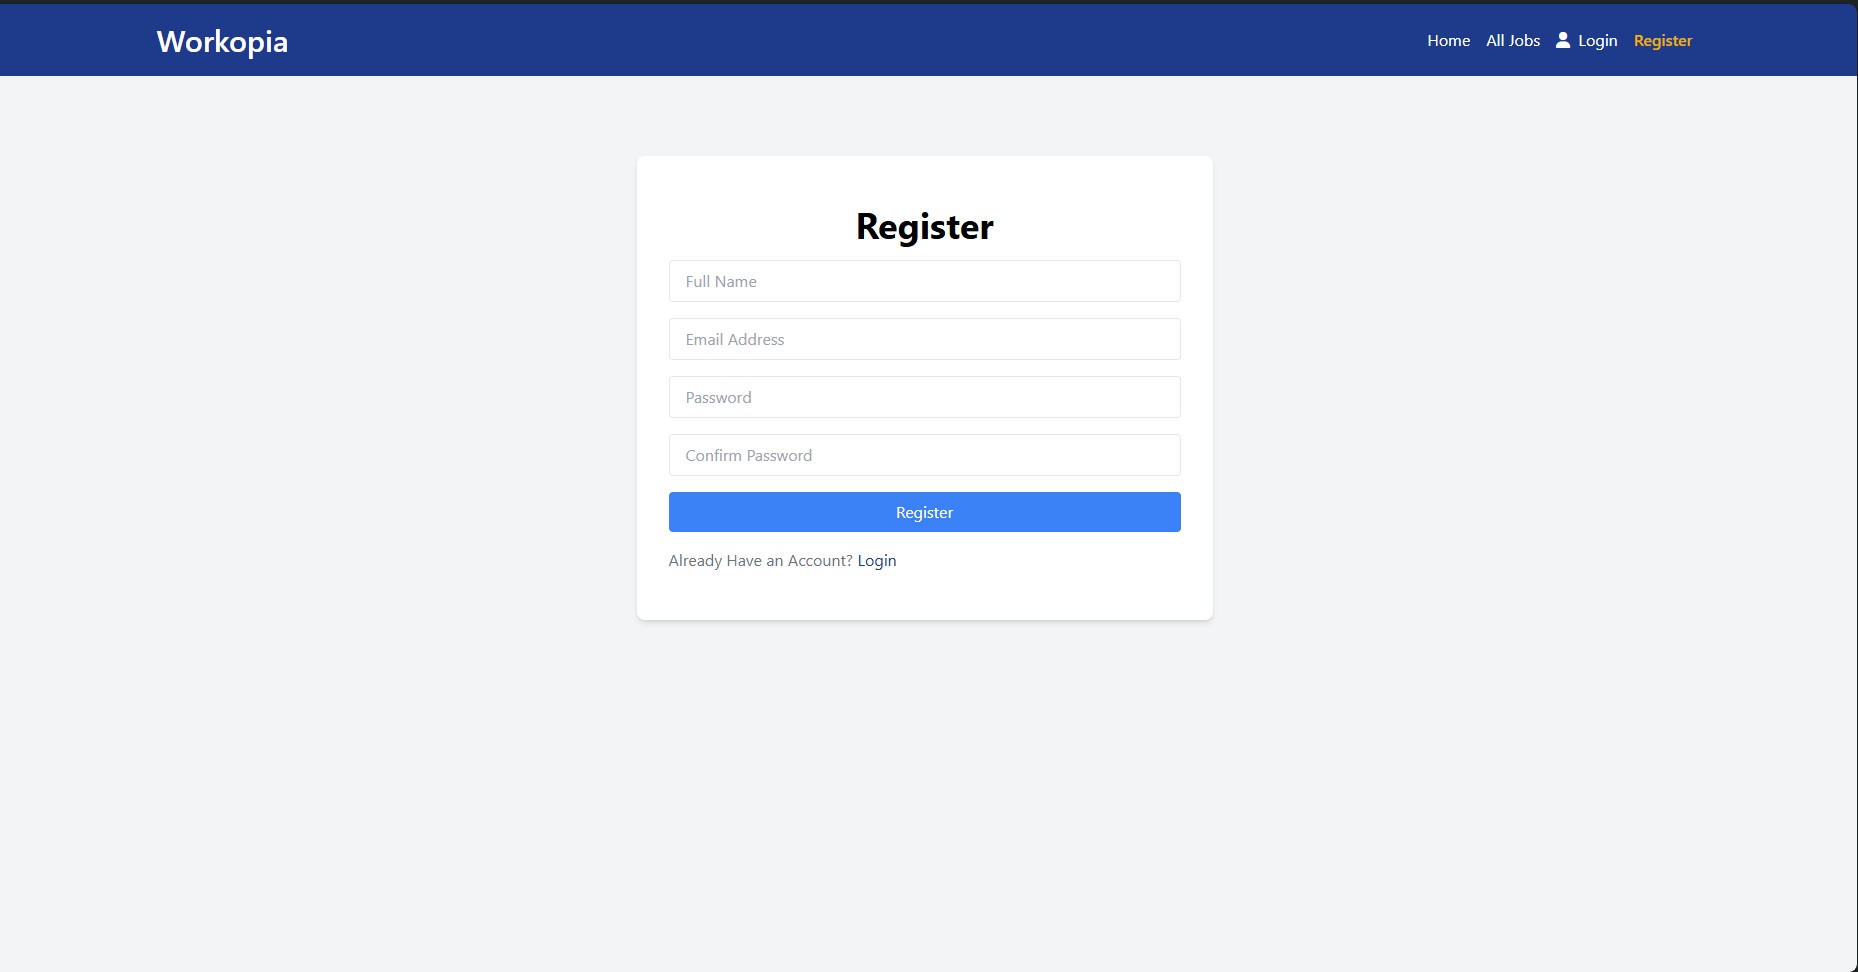 Workopia
Home All Jobs Login Register
Register
Full Name
Email Address
Password
Confirm Password
Register
Already Have an Account? Login